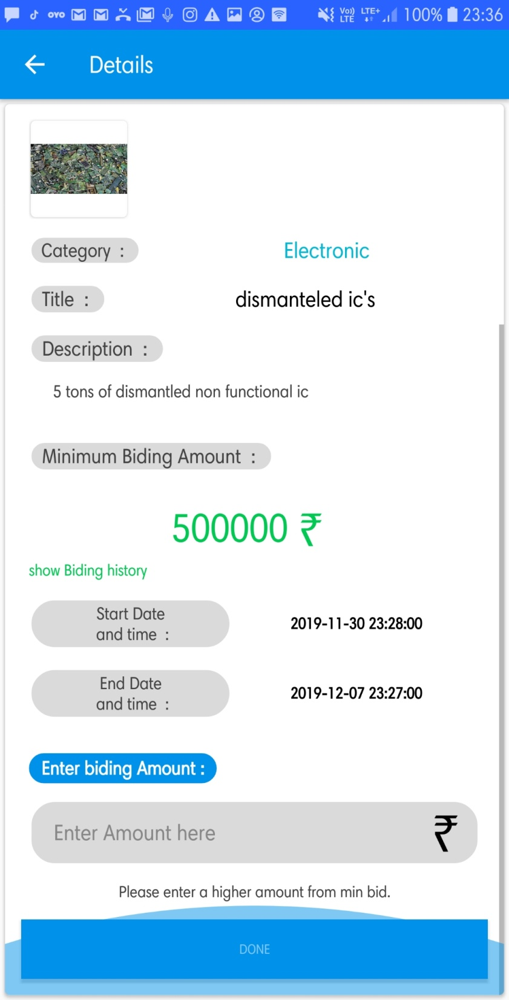 OYO
Vo))
LTE
LTE+
100%
23:36
Details
Category :
Electronic
Title :
dismanteled ic's
Description :
5 tons of dismantled non functional ic
Minimum Biding Amount :
500000 ₹
show Biding history
Start Date
and time :
2019-11-30 23:28:00
End Date
and time :
2019-12-07 23:27:00
Enter biding Amount :
Enter Amount here
₹
Please enter a higher amount from min bid.
DONE